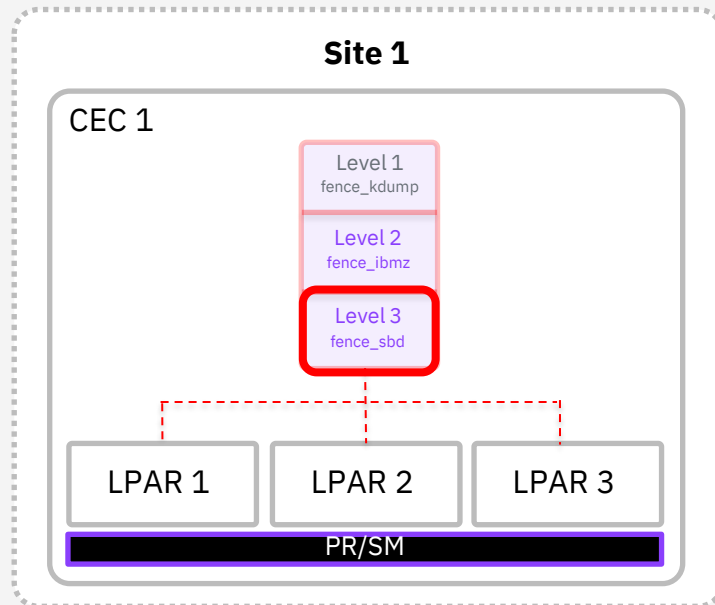 Site 1
CEC 1
Level 1
fence_kdump
Level 2
fence_ibmz
Level 3
fence_sbd
LPAR 1
LPAR 2
LPAR 3
PR/SM